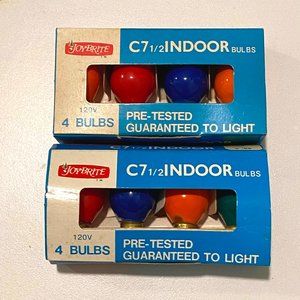 JOYBRITE
C7 1/2 INDOOR BULBS
120V
4 BULBS
PRE-TESTED
GUARANTEED TO LIGHT
JOYBRITE
C7 1/2 INDOOR BULBS
120V
4 BULBS
PRE-TESTED
GUARANTEED TO LIGHT